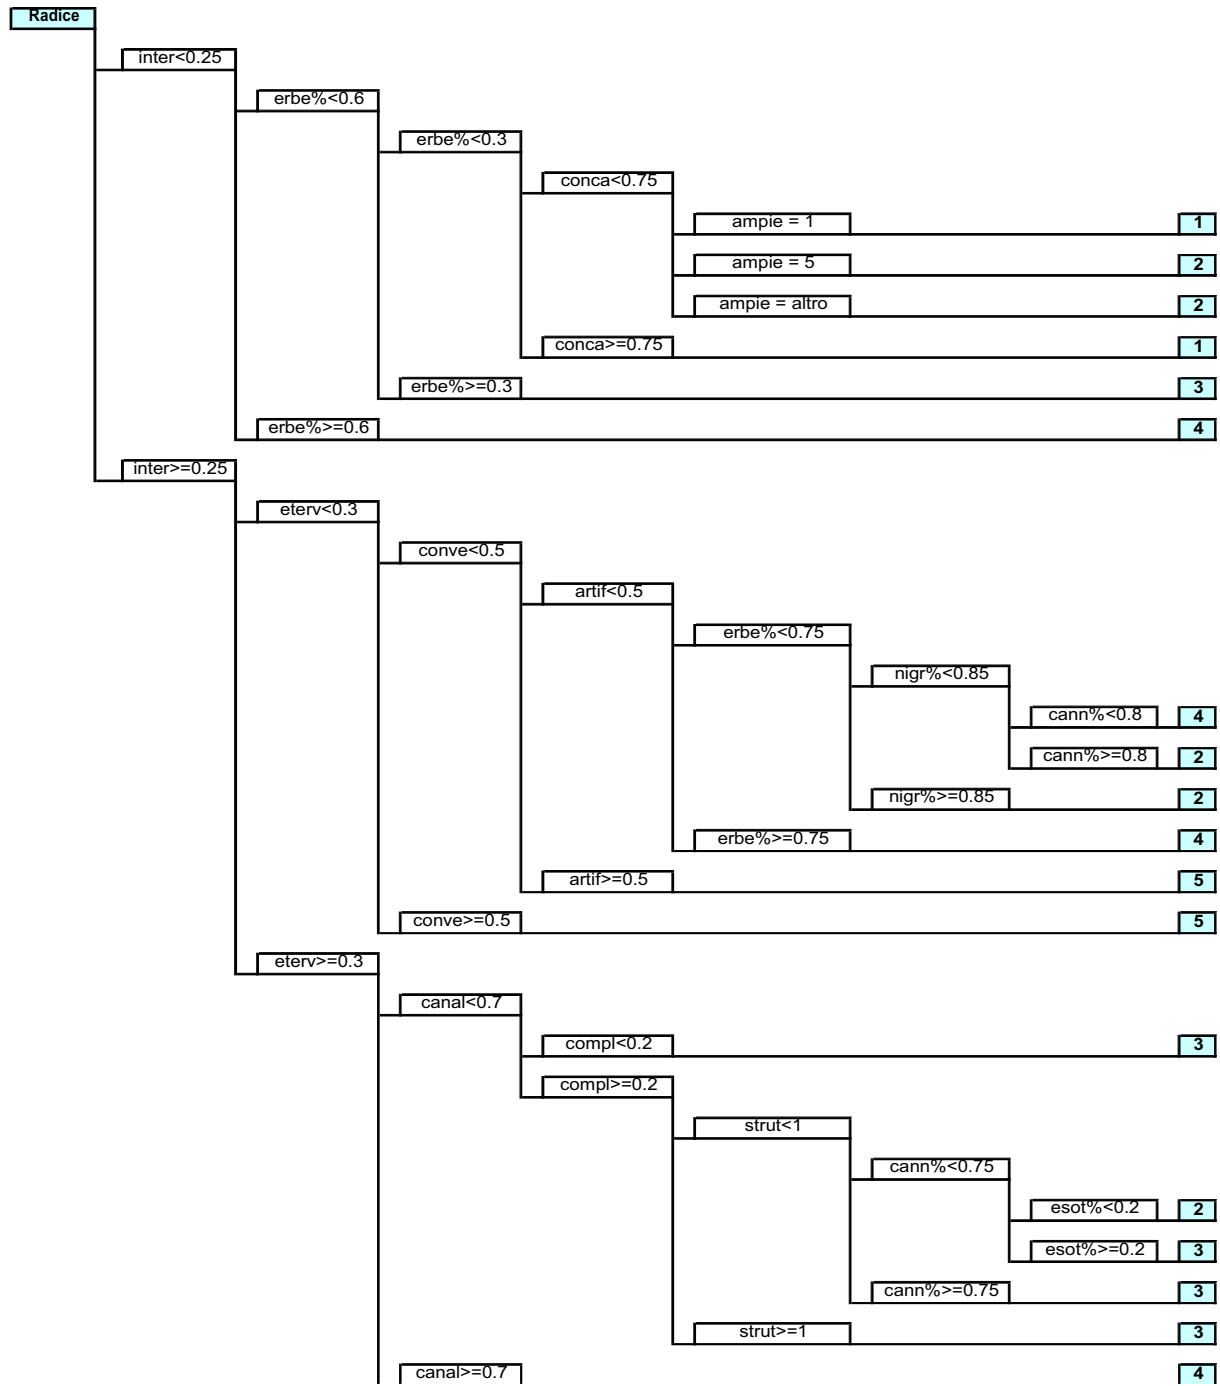 Radice
inter<0.25
erbe%<0.6
erbe%<0.3
conca<0.75
ampie = 1 1
ampie = 5 2
ampie = altro 2
conca>=0.75 1
erbe%>=0.3 3
erbe%>=0.6 4
inter>=0.25
eterv<0.3
conve<0.5
artif<0.5
erbe%<0.75
nigr%<0.85
cann%<0.8 4
cann%>=0.8 2
nigr%>=0.85 2
erbe%>=0.75 4
artif>=0.5 5
conve>=0.5 5
eterv>=0.3
canal<0.7
compl<0.2 3
compl>=0.2
strut<1
cann%<0.75
esot%<0.2 2
esot%>=0.2 3
cann%>=0.75 3
strut>=1 3
canal>=0.7 4